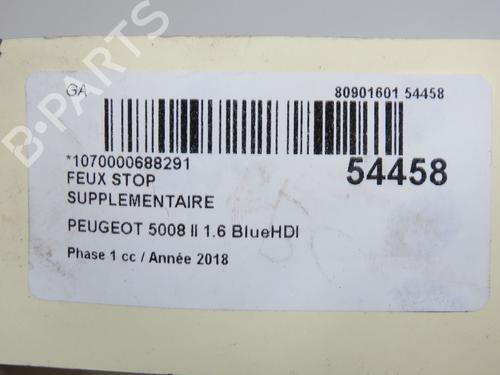 GA
80901601 54458
*1070000688291
54458
FEUX STOP
SUPPLEMENTAIRE
PEUGEOT 5008 II 1.6 BlueHDI
Phase 1 cc / Année 2018
B-PARTS